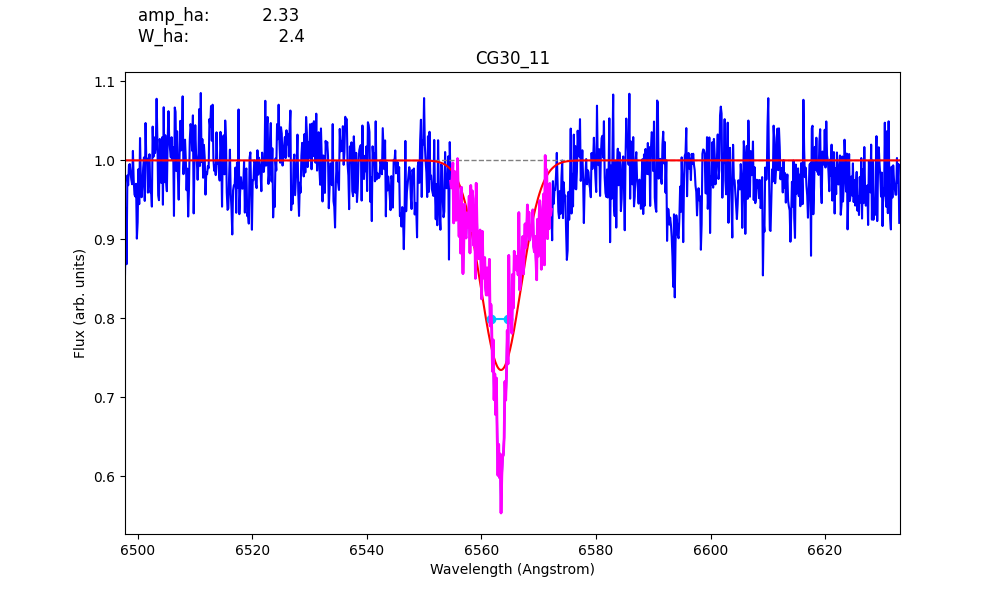 amp_ha: 2.33
W_ha: 2.4
CG30_11
1.1
1.0
0.9
0.8
0.7
0.6
Flux (arb. units)
6500 6520 6540 6560 6580 6600 6620
Wavelength (Angstrom)